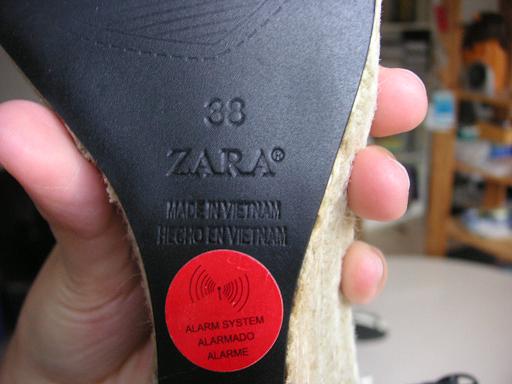 38
ZARA®
MADE IN VIETNAM
HECHO EN VIETNAM
ALARM SYSTEM
ALARMADO
ALARME